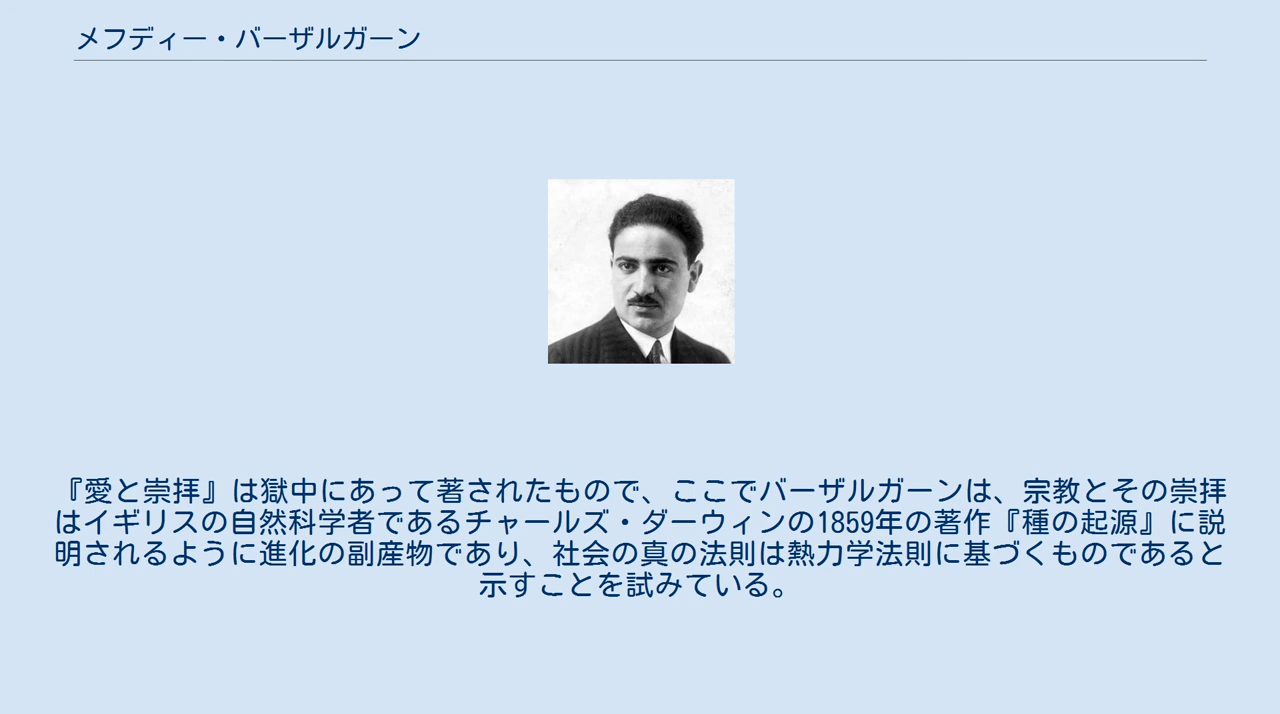 メフディー・バーザルガーン
『愛と崇拝』は獄中にあって著されたもので、ここでバーザルガーンは、宗教とその崇拝
はイギリスの自然科学者であるチャールズ・ダーウィンの1859年の著作『種の起源』に説
明されるように進化の副産物であり、社会の真の法則は熱力学法則に基づくものであると
示すことを試みている。